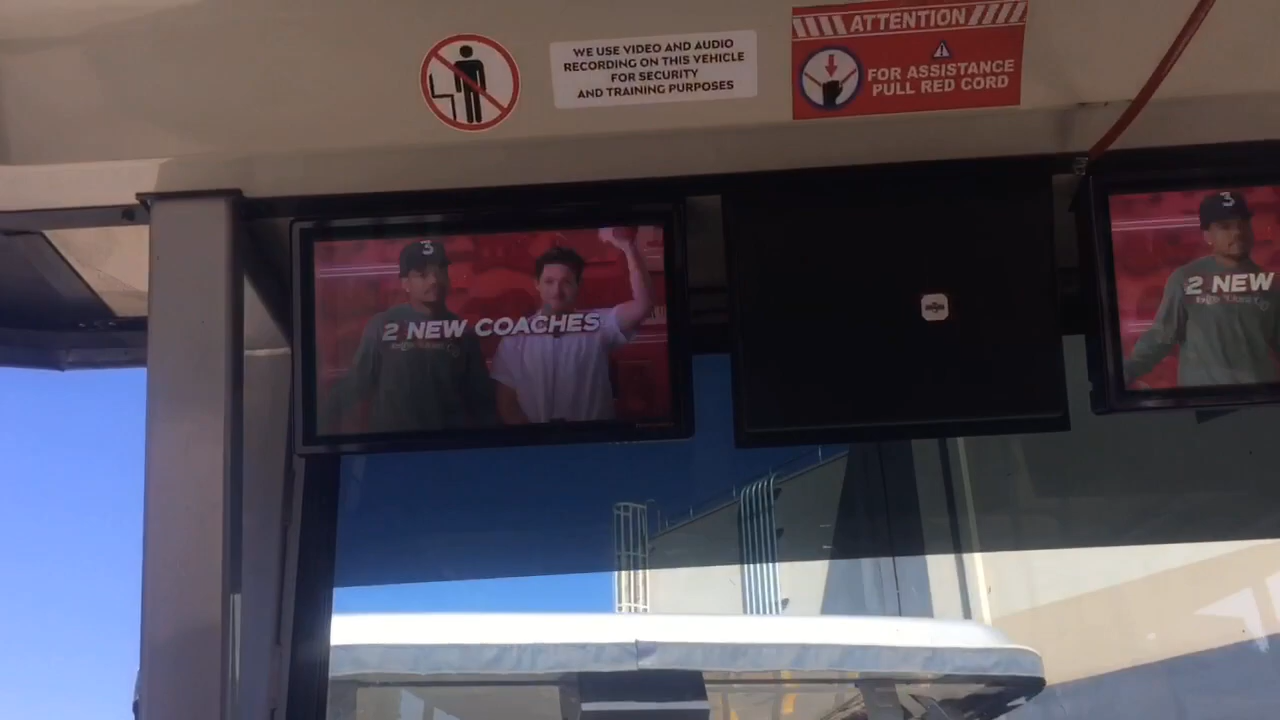 WE USE VIDEO AND AUDIO
RECORDING ON THIS VEHICLE
FOR SECURITY
AND TRAINING PURPOSES
ATTENTION
FOR ASSISTANCE
PULL RED CORD
3
2 NEW COACHES
3
2 NEW